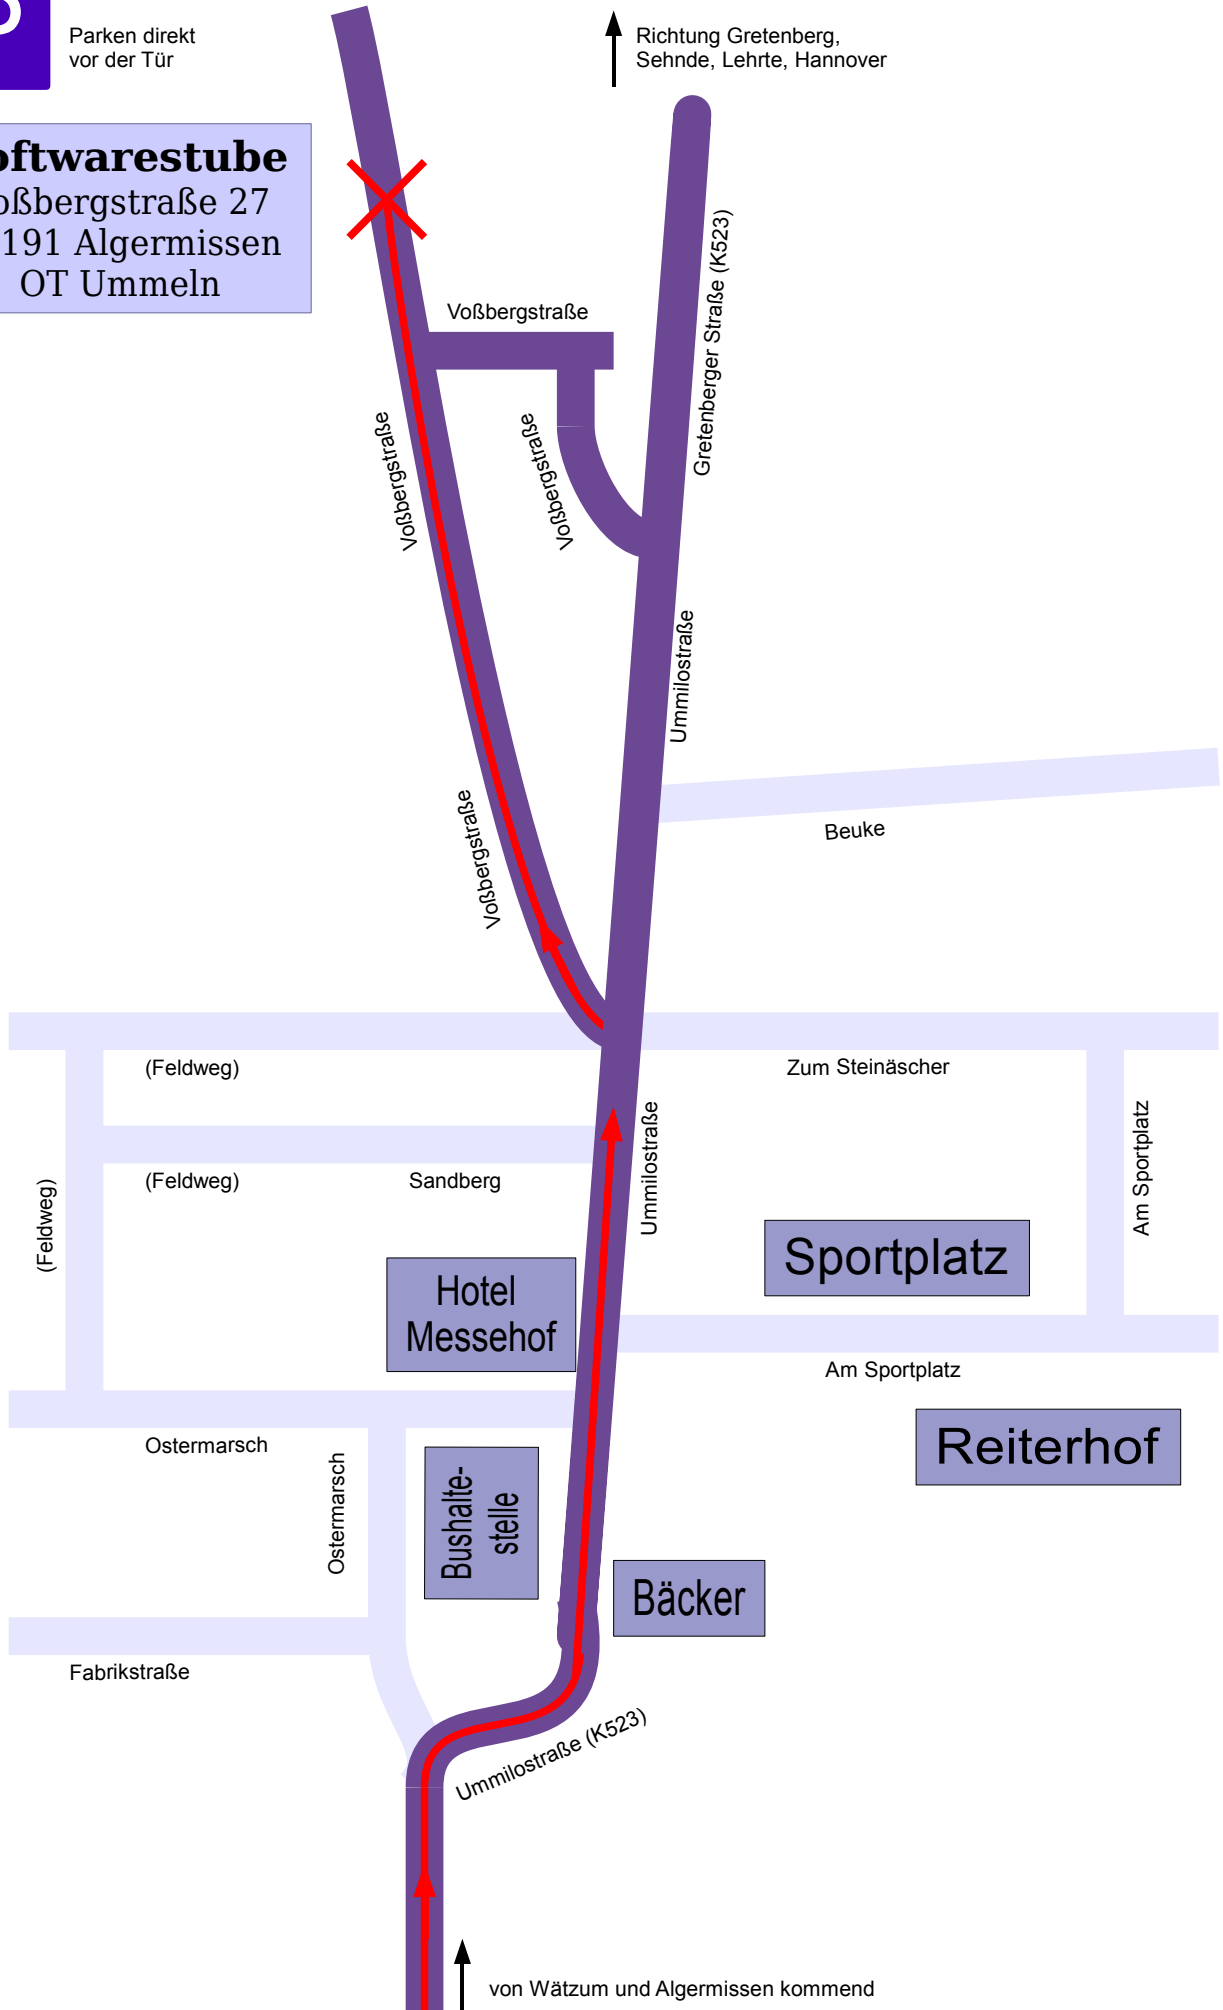 Parken direkt
vor der Tür
Richtung Gretenberg,
Sehnde, Lehrte, Hannover
oftwarestube
oßbergstraße 27
191 Algermissen
OT Ummeln
Gretenberger Straße (K523)
Voßbergstraße
Voßbergstraße
Voßbergstraße
Ummilostraße
Voßbergstraße
Beuke
(Feldweg)
Zum Steinäscher
Ummilostraße
Am Sportplatz
(Feldweg)
Sandberg
(Feldweg)
Sportplatz
Hotel
Messehof
Am Sportplatz
Ostermarsch
Reiterhof
Ostermarsch
Bushalte-
stelle
Bäcker
Fabrikstraße
Ummilostraße (K523)
von Wätzum und Algermissen kommend